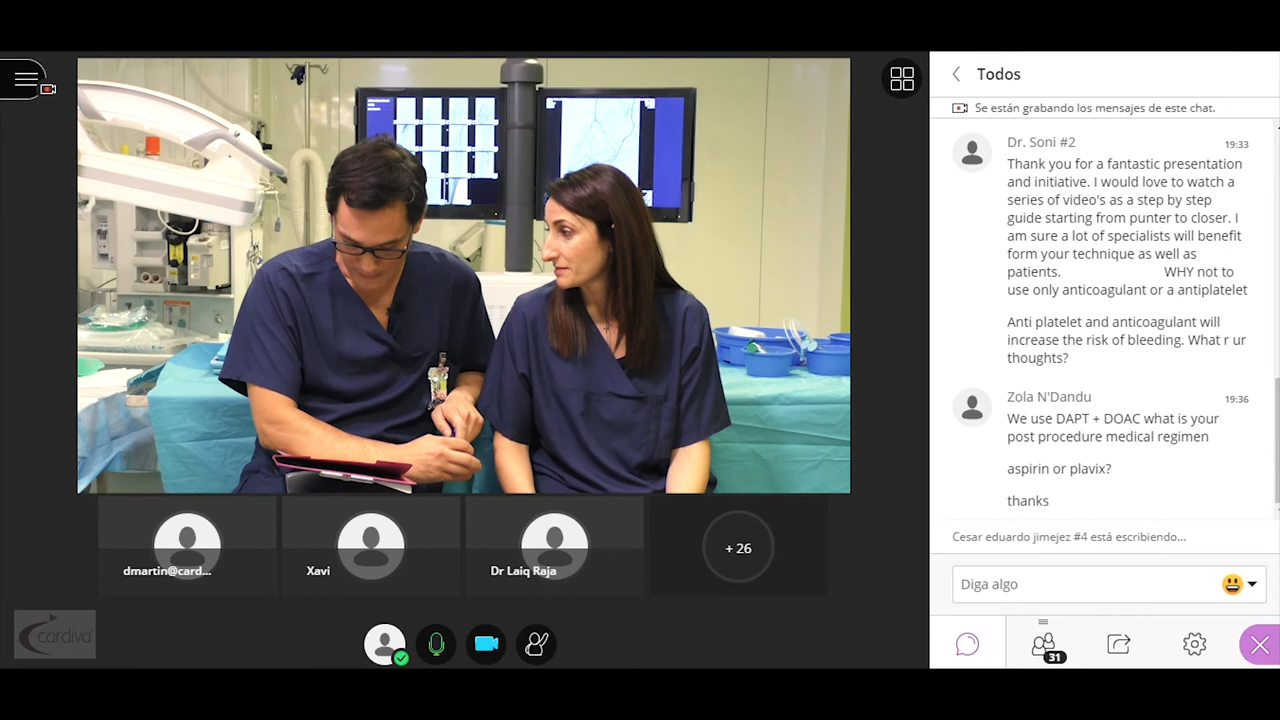 Todos
Se están grabando los mensajes de este chat.
Dr. Soni #2
19:33
Thank you for a fantastic presentation
and initiative. I would love to watch a
series of video's as a step by step
guide starting from punter to closer. I
am sure a lot of specialists will benefit
form your technique as well as
patients. WHY not to
use only anticoagulant or a antiplatelet
Anti platelet and anticoagulant will
increase the risk of bleeding. What r ur
thoughts?
Zola N'Dandu
19:36
We use DAPT + DOAC what is your
post procedure medical regimen
aspirin or plavix?
thanks
Cesar eduardo jimejez #4 está escribiendo...
Diga algo
31
dmartin@card...
Xavi
Dr Laiq Raja
+ 26
cardiva